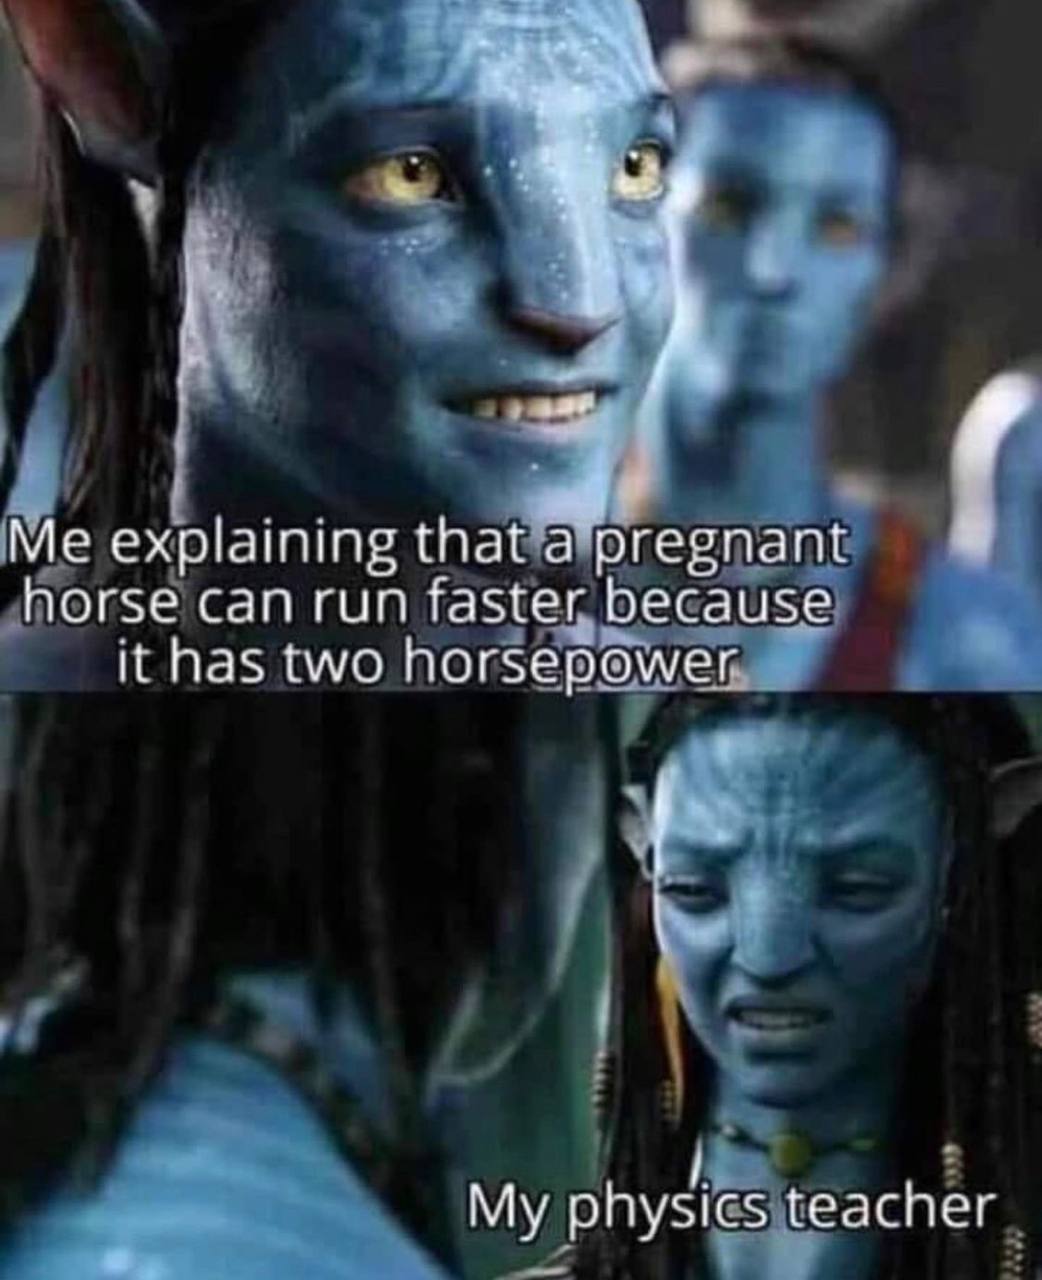 Me explaining that a pregnant
horse can run faster because
it has two horsepower
My physics teacher